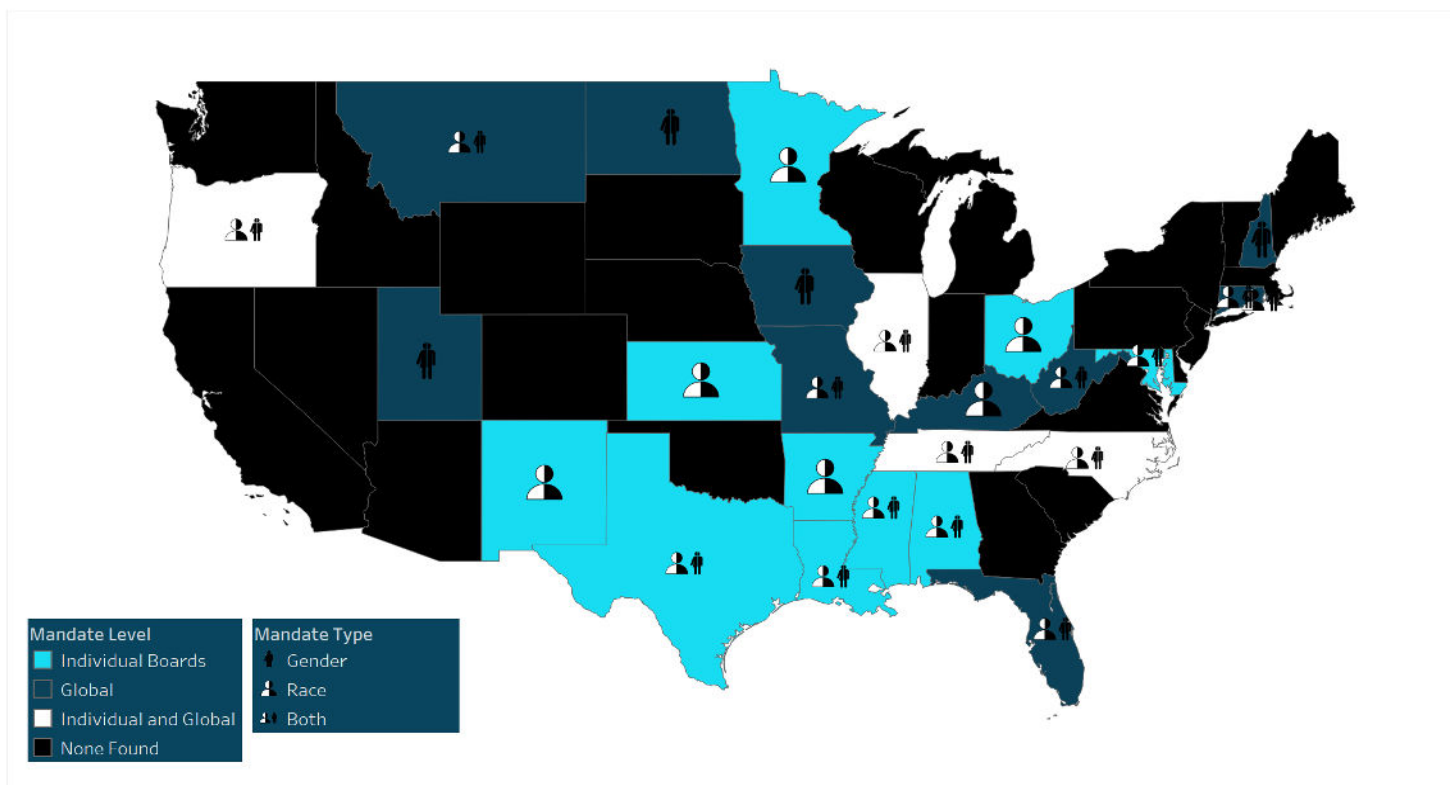 Mandate Level
Individual Boards
Global
Individual and Global
None Found
Mandate Type
Gender
Race
Both